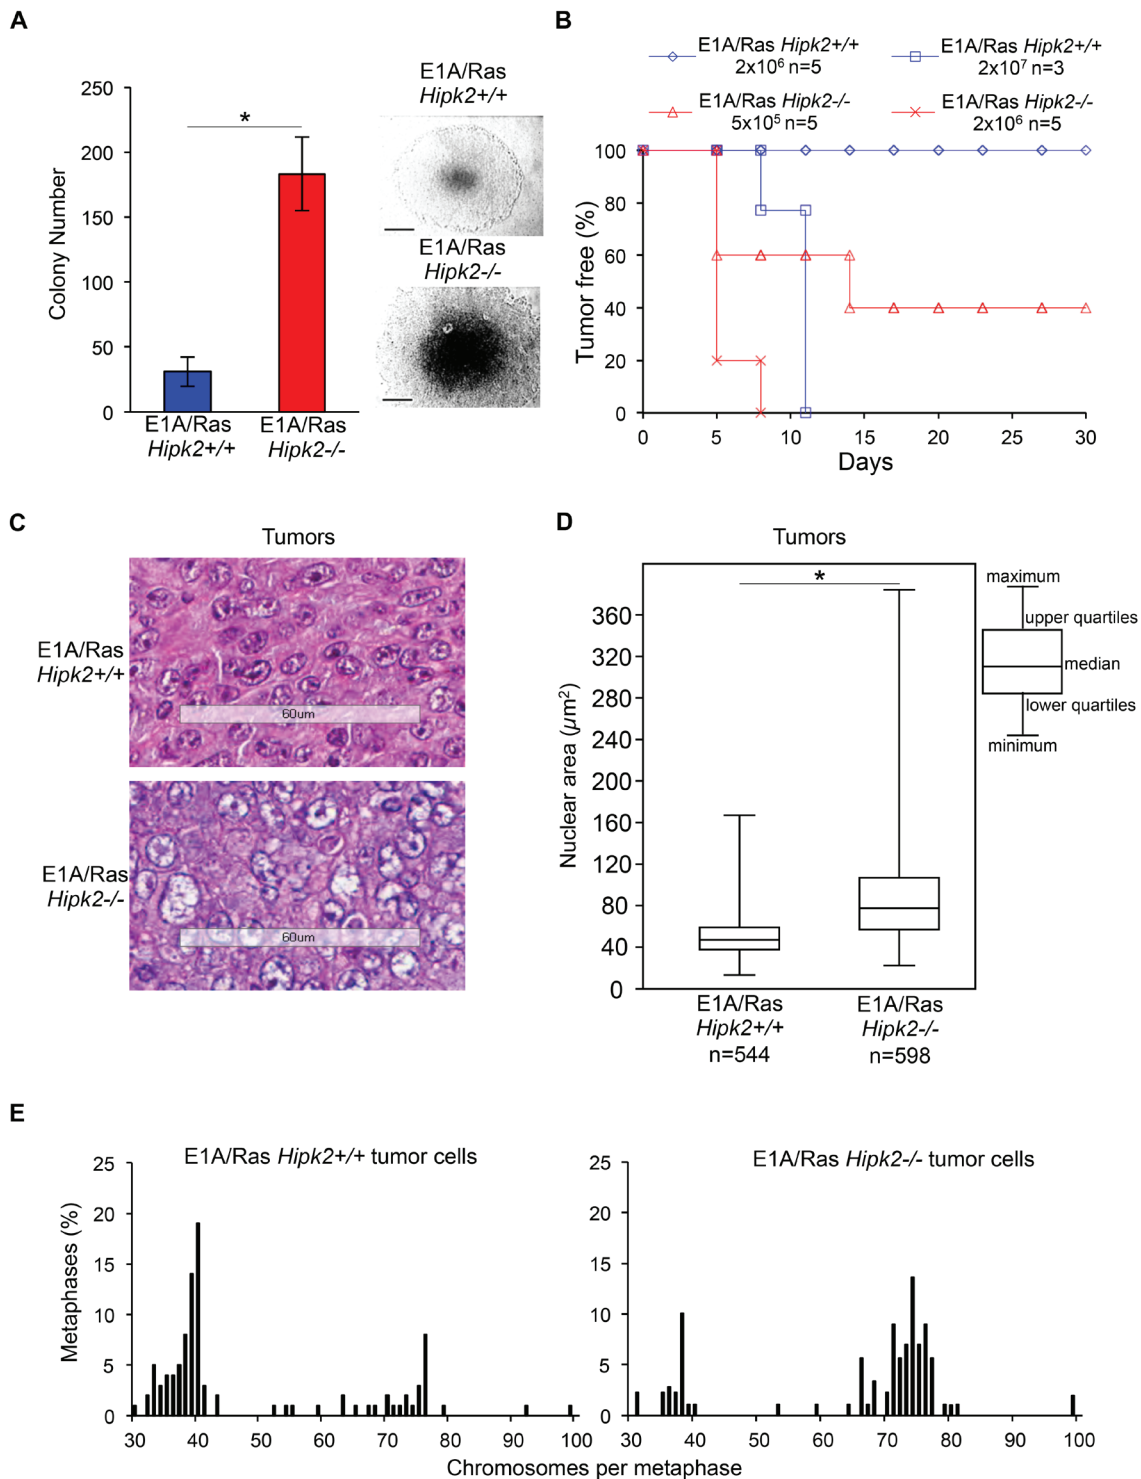 A
E1A/Ras
Hipk2+/+
250
200
150
100
50
0
Colony Number
*
E1A/Ras
Hipk2-/-
E1A/Ras
Hipk2+/+
E1A/Ras
Hipk2-/-
B
E1A/Ras Hipk2+/+
2x10⁶ n=5
E1A/Ras Hipk2+/+
2x10⁷ n=3
E1A/Ras Hipk2-/-
5x10⁵ n=5
E1A/Ras Hipk2-/-
2x10⁶ n=5
100
80
60
40
20
0
Tumor free (%)
0 5 10 15 20 25 30
Days
C
Tumors
E1A/Ras
Hipk2+/+
60um
E1A/Ras
Hipk2-/-
60um
D
Tumors
*
360
320
280
240
200
160
120
80
40
0
Nuclear area (µm²)
maximum
upper quartiles
median
lower quartiles
minimum
E1A/Ras
Hipk2+/+
n=544
E1A/Ras
Hipk2-/-
n=598
E
E1A/Ras Hipk2+/+ tumor cells
25
20
15
10
5
0
Metaphases (%)
30 40 50 60 70 80 90 100
E1A/Ras Hipk2-/- tumor cells
25
20
15
10
5
0
30 40 50 60 70 80 90 100
Chromosomes per metaphase